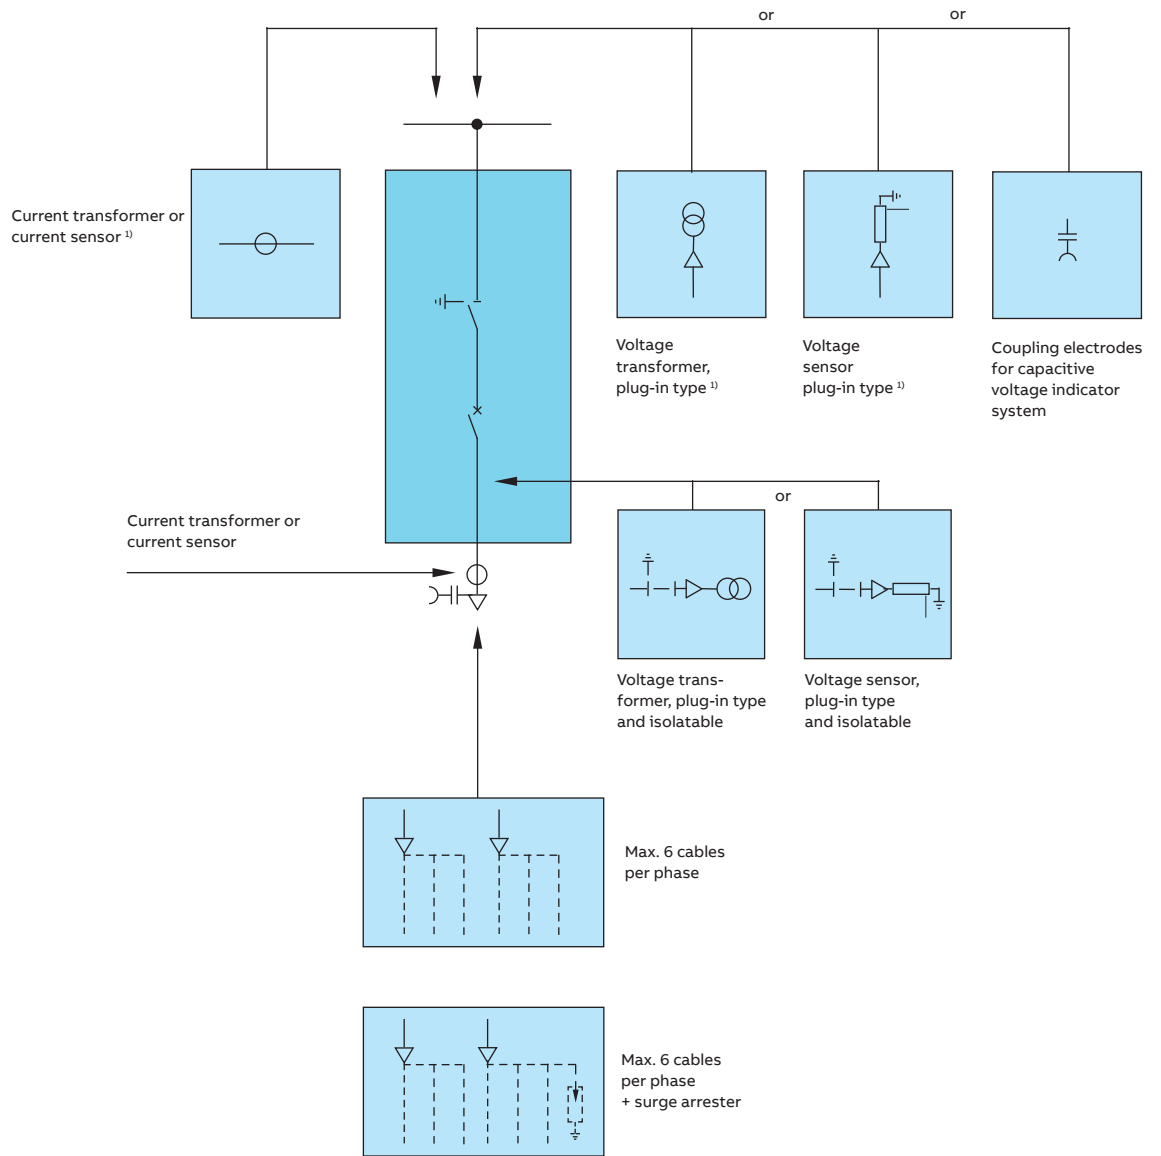 or
or
Current transformer or
current sensor 1)
Voltage
transformer,
plug-in type 1)
Voltage
sensor
plug-in type 1)
Coupling electrodes
for capacitive
voltage indicator
system
or
Current transformer or
current sensor
Voltage trans-
former, plug-in type
and isolatable
Voltage sensor,
plug-in type
and isolatable
Max. 6 cables
per phase
Max. 6 cables
per phase
+ surge arrester